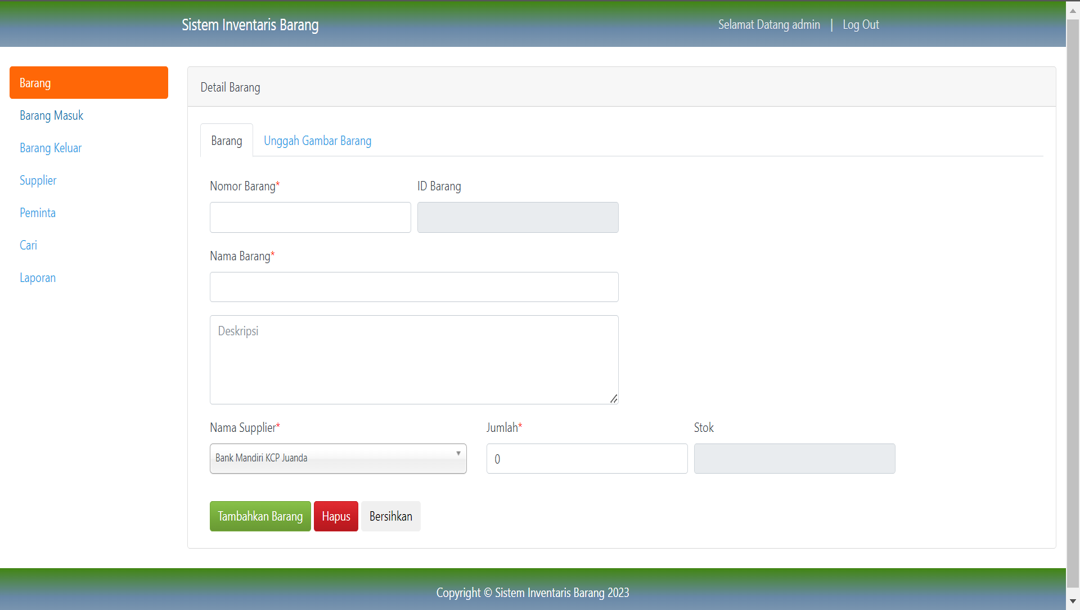 Sistem Inventaris Barang
Selamat Datang admin | Log Out
Barang
Barang Masuk
Barang Keluar
Supplier
Peminta
Cari
Laporan
Detail Barang
Barang
Unggah Gambar Barang
Nomor Barang*
ID Barang
Nama Barang*
Deskripsi
Nama Supplier*
Jumlah*
Stok
Bank Mandiri KCP Juanda
0
Tambahkan Barang
Hapus
Bersihkan
Copyright © Sistem Inventaris Barang 2023